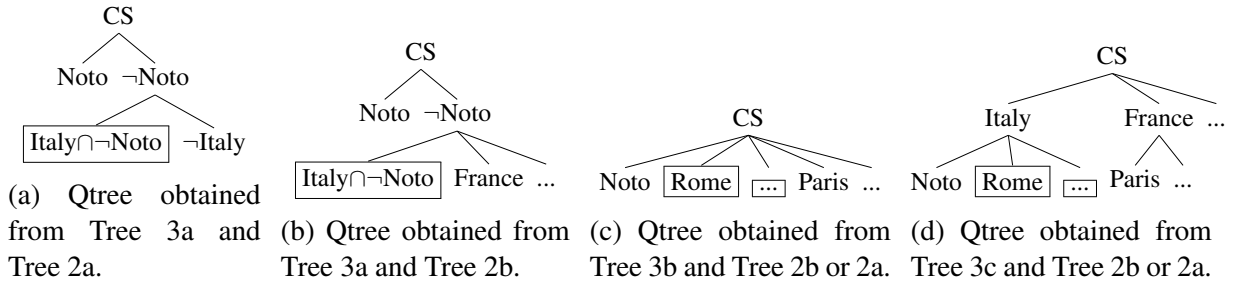 CS
Noto ¬Noto
Italy∩¬Noto ¬Italy
(a) Qtree obtained
from Tree 3a and
Tree 2a.
CS
Noto ¬Noto
Italy∩¬Noto France ...
(b) Qtree obtained from
Tree 3a and Tree 2b.
CS
Noto Rome ... Paris ...
(c) Qtree obtained from
Tree 3b and Tree 2b or 2a.
CS
Italy France ...
Noto Rome ... Paris ...
(d) Qtree obtained from
Tree 3c and Tree 2b or 2a.